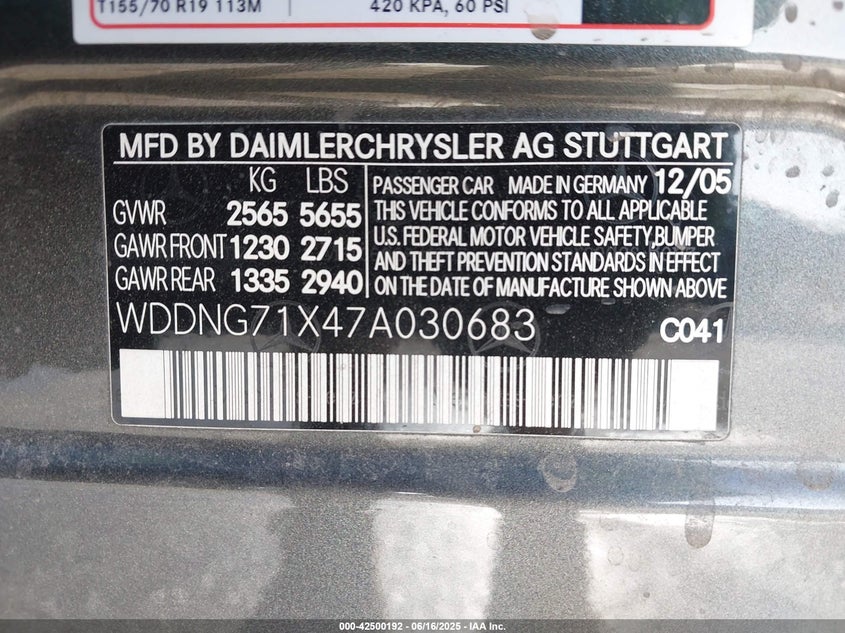 T155/70 R19 113M 420 KPA, 60 PSI
MFD BY DAIMLERCHRYSLER AG STUTTGART
KG LBS
GVWR 2565 5655
GAWR FRONT 1230 2715
GAWR REAR 1335 2940
PASSENGER CAR MADE IN GERMANY 12/05
THIS VEHICLE CONFORMS TO ALL APPLICABLE
U.S. FEDERAL MOTOR VEHICLE SAFETY, BUMPER
AND THEFT PREVENTION STANDARDS IN EFFECT
ON THE DATE OF MANUFACTURE SHOWN ABOVE
WDDNG71X47A030683 C041
000-42500192 - 06/16/2025 - IAA Inc.